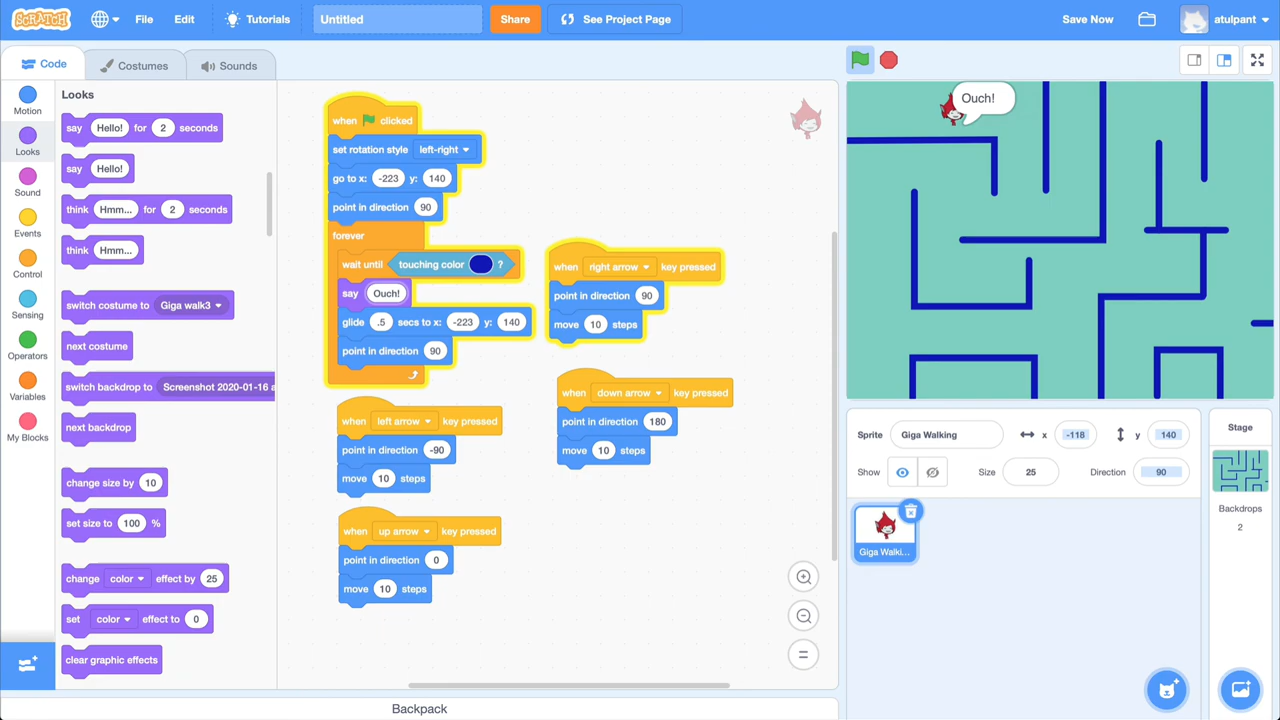 SCRATCH File Edit Tutorials Untitled Share See Project Page Save Now atulpant
Code Costumes Sounds
Motion
Looks
Sound
Events
Control
Sensing
Operators
Variables
My Blocks
Looks
say Hello! for 2 seconds
say Hello!
think Hmm... for 2 seconds
think Hmm...
switch costume to Giga walk3
next costume
switch backdrop to Screenshot 2020-01-16 a
next backdrop
change size by 10
set size to 100 %
change color effect by 25
set color effect to 0
clear graphic effects
when clicked
set rotation style left-right
go to x: -223 y: 140
point in direction 90
forever
wait until touching color ?
say Ouch!
glide .5 secs to x: -223 y: 140
point in direction 90
when left arrow key pressed
point in direction -90
move 10 steps
when up arrow key pressed
point in direction 0
move 10 steps
when right arrow key pressed
point in direction 90
move 10 steps
when down arrow key pressed
point in direction 180
move 10 steps
Backpack
Ouch!
Sprite Giga Walking x -118 y 140
Show Size 25 Direction 90
Giga Walki...
Stage
Backdrops
2